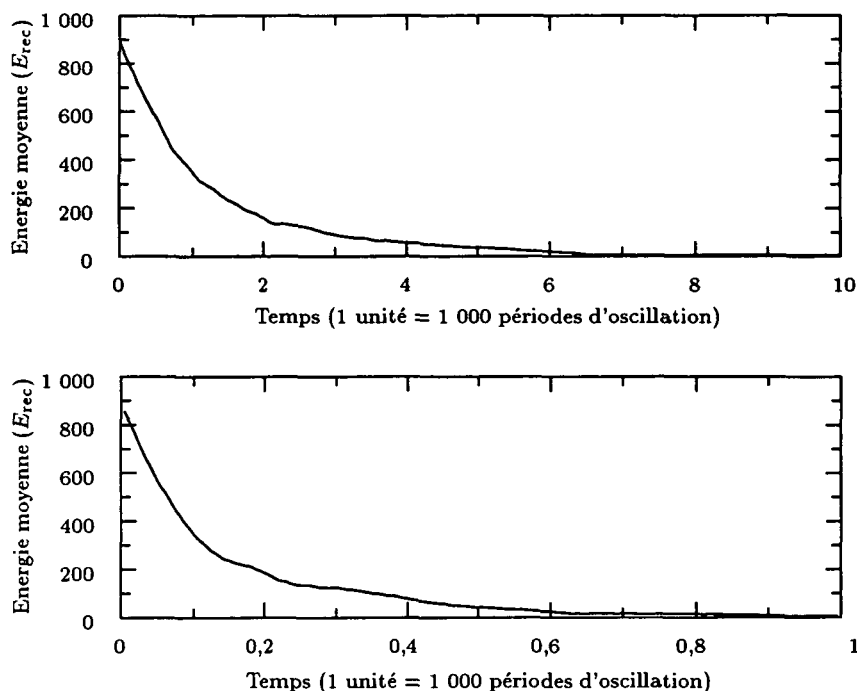 1 000
800
600
400
200
0
Energie moyenne (E_rec)
0 2 4 6 8 10
Temps (1 unité = 1 000 périodes d'oscillation)
1 000
800
600
400
200
0
Energie moyenne (E_rec)
0 0,2 0,4 0,6 0,8 1
Temps (1 unité = 1 000 périodes d'oscillation)